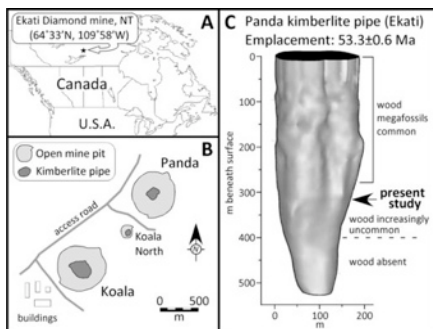 A
Ekati Diamond mine, NT
(64˚33’N, 109˚58’W)
Canada
U.S.A.
B
Open mine pit
Kimberlite pipe
Panda
access road
Koala
North
N
Koala
0 500
m
buildings
C Panda kimberlite pipe (Ekati)
Emplacement: 53.3±0.6 Ma
m beneath surface
0
100
200
300
400
500
wood
megafossils
common
present
study
wood increasingly
uncommon
wood absent
0 100 200
m